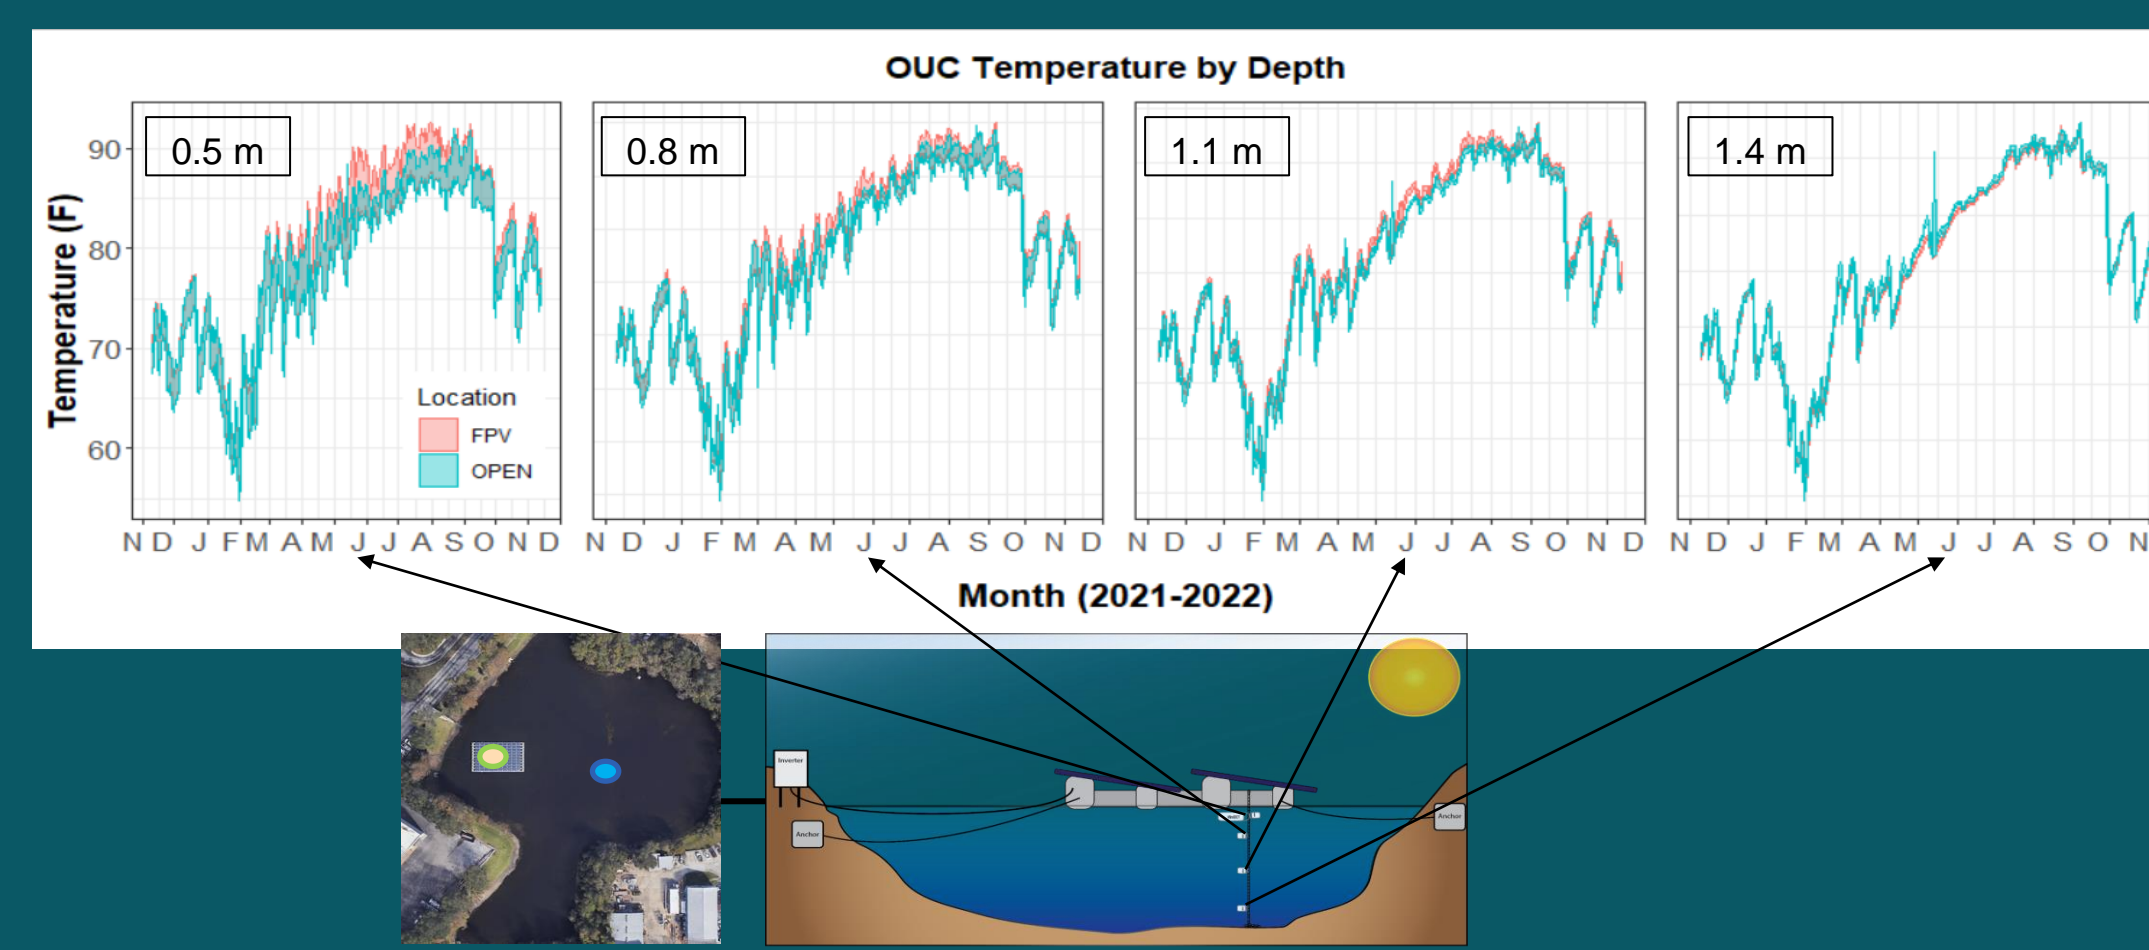 OUC Temperature by Depth
0.5 m
0.8 m
1.1 m
1.4 m
Temperature (F)
90
80
70
60
Location
FPV
OPEN
N D J F M A M J J A S O N D
N D J F M A M J J A S O N D
N D J F M A M J J A S O N D
N D J F M A M J J A S O N
Month (2021-2022)
Inverter
Anchor
Anchor